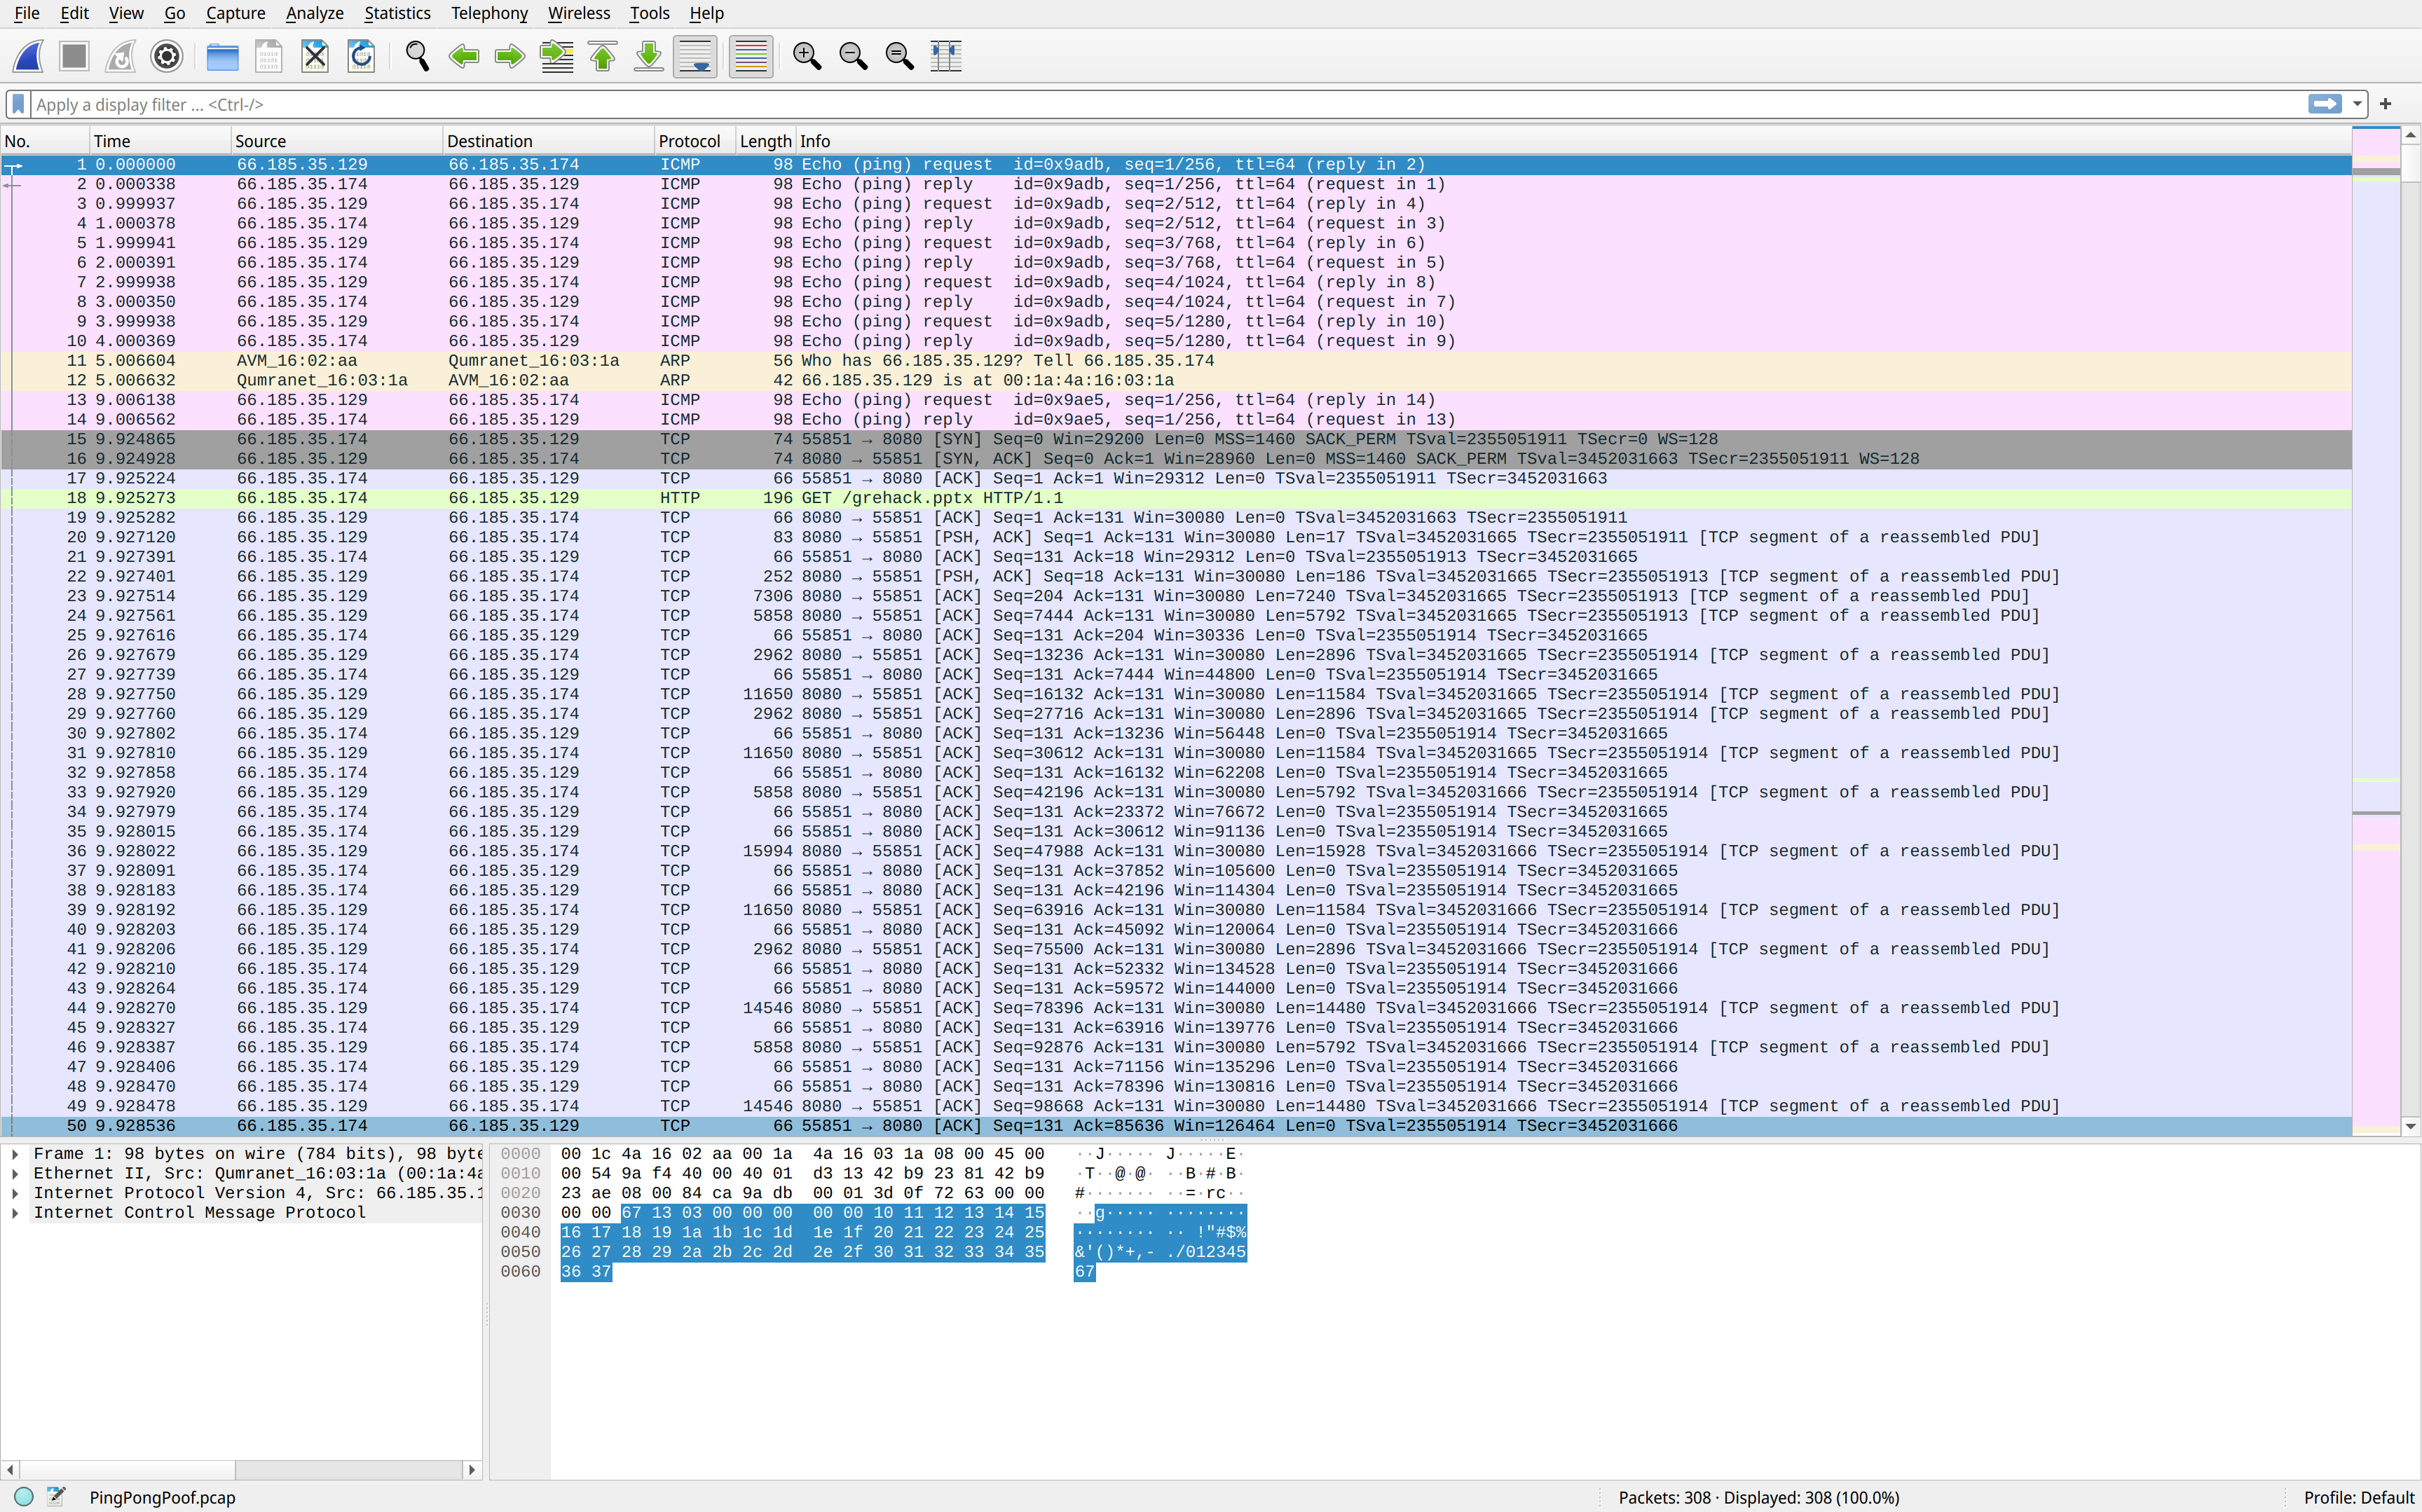 File Edit View Go Capture Analyze Statistics Telephony Wireless Tools Help
Apply a display filter ... <Ctrl-/>
No. Time Source Destination Protocol Length Info
1 0.000000 66.185.35.129 66.185.35.174 ICMP 98 Echo (ping) request id=0x9adb, seq=1/256, ttl=64 (reply in 2)
2 0.000338 66.185.35.174 66.185.35.129 ICMP 98 Echo (ping) reply id=0x9adb, seq=1/256, ttl=64 (request in 1)
3 0.999937 66.185.35.129 66.185.35.174 ICMP 98 Echo (ping) request id=0x9adb, seq=2/512, ttl=64 (reply in 4)
4 1.000378 66.185.35.174 66.185.35.129 ICMP 98 Echo (ping) reply id=0x9adb, seq=2/512, ttl=64 (request in 3)
5 1.999941 66.185.35.129 66.185.35.174 ICMP 98 Echo (ping) request id=0x9adb, seq=3/768, ttl=64 (reply in 6)
6 2.000391 66.185.35.174 66.185.35.129 ICMP 98 Echo (ping) reply id=0x9adb, seq=3/768, ttl=64 (request in 5)
7 2.999938 66.185.35.129 66.185.35.174 ICMP 98 Echo (ping) request id=0x9adb, seq=4/1024, ttl=64 (reply in 8)
8 3.000350 66.185.35.174 66.185.35.129 ICMP 98 Echo (ping) reply id=0x9adb, seq=4/1024, ttl=64 (request in 7)
9 3.999938 66.185.35.129 66.185.35.174 ICMP 98 Echo (ping) request id=0x9adb, seq=5/1280, ttl=64 (reply in 10)
10 4.000369 66.185.35.174 66.185.35.129 ICMP 98 Echo (ping) reply id=0x9adb, seq=5/1280, ttl=64 (request in 9)
11 5.006604 AVM_16:02:aa Qumranet_16:03:1a ARP 56 Who has 66.185.35.129? Tell 66.185.35.174
12 5.006632 Qumranet_16:03:1a AVM_16:02:aa ARP 42 66.185.35.129 is at 00:1a:4a:16:03:1a
13 9.006138 66.185.35.129 66.185.35.174 ICMP 98 Echo (ping) request id=0x9ae5, seq=1/256, ttl=64 (reply in 14)
14 9.006562 66.185.35.174 66.185.35.129 ICMP 98 Echo (ping) reply id=0x9ae5, seq=1/256, ttl=64 (request in 13)
15 9.924865 66.185.35.174 66.185.35.129 TCP 74 55851 → 8080 [SYN] Seq=0 Win=29200 Len=0 MSS=1460 SACK_PERM TSval=2355051911 TSecr=0 WS=128
16 9.924928 66.185.35.129 66.185.35.174 TCP 74 8080 → 55851 [SYN, ACK] Seq=0 Ack=1 Win=28960 Len=0 MSS=1460 SACK_PERM TSval=3452031663 TSecr=2355051911 WS=128
17 9.925224 66.185.35.174 66.185.35.129 TCP 66 55851 → 8080 [ACK] Seq=1 Ack=1 Win=29312 Len=0 TSval=2355051911 TSecr=3452031663
18 9.925273 66.185.35.174 66.185.35.129 HTTP 196 GET /grehack.pptx HTTP/1.1
19 9.925282 66.185.35.129 66.185.35.174 TCP 66 8080 → 55851 [ACK] Seq=1 Ack=131 Win=30080 Len=0 TSval=3452031663 TSecr=2355051911
20 9.927120 66.185.35.129 66.185.35.174 TCP 83 8080 → 55851 [PSH, ACK] Seq=1 Ack=131 Win=30080 Len=17 TSval=3452031665 TSecr=2355051911 [TCP segment of a reassembled PDU]
21 9.927391 66.185.35.174 66.185.35.129 TCP 66 55851 → 8080 [ACK] Seq=131 Ack=18 Win=29312 Len=0 TSval=2355051913 TSecr=3452031665
22 9.927401 66.185.35.129 66.185.35.174 TCP 252 8080 → 55851 [PSH, ACK] Seq=18 Ack=131 Win=30080 Len=186 TSval=3452031665 TSecr=2355051913 [TCP segment of a reassembled PDU]
23 9.927514 66.185.35.129 66.185.35.174 TCP 7306 8080 → 55851 [ACK] Seq=204 Ack=131 Win=30080 Len=7240 TSval=3452031665 TSecr=2355051913 [TCP segment of a reassembled PDU]
24 9.927561 66.185.35.129 66.185.35.174 TCP 5858 8080 → 55851 [ACK] Seq=7444 Ack=131 Win=30080 Len=5792 TSval=3452031665 TSecr=2355051913 [TCP segment of a reassembled PDU]
25 9.927616 66.185.35.174 66.185.35.129 TCP 66 55851 → 8080 [ACK] Seq=131 Ack=204 Win=30336 Len=0 TSval=2355051914 TSecr=3452031665
26 9.927679 66.185.35.129 66.185.35.174 TCP 2962 8080 → 55851 [ACK] Seq=13236 Ack=131 Win=30080 Len=2896 TSval=3452031665 TSecr=2355051914 [TCP segment of a reassembled PDU]
27 9.927739 66.185.35.174 66.185.35.129 TCP 66 55851 → 8080 [ACK] Seq=131 Ack=7444 Win=44800 Len=0 TSval=2355051914 TSecr=3452031665
28 9.927750 66.185.35.129 66.185.35.174 TCP 11650 8080 → 55851 [ACK] Seq=16132 Ack=131 Win=30080 Len=11584 TSval=3452031665 TSecr=2355051914 [TCP segment of a reassembled PDU]
29 9.927760 66.185.35.129 66.185.35.174 TCP 2962 8080 → 55851 [ACK] Seq=27716 Ack=131 Win=30080 Len=2896 TSval=3452031665 TSecr=2355051914 [TCP segment of a reassembled PDU]
30 9.927802 66.185.35.174 66.185.35.129 TCP 66 55851 → 8080 [ACK] Seq=131 Ack=13236 Win=56448 Len=0 TSval=2355051914 TSecr=3452031665
31 9.927810 66.185.35.129 66.185.35.174 TCP 11650 8080 → 55851 [ACK] Seq=30612 Ack=131 Win=30080 Len=11584 TSval=3452031665 TSecr=2355051914 [TCP segment of a reassembled PDU]
32 9.927858 66.185.35.174 66.185.35.129 TCP 66 55851 → 8080 [ACK] Seq=131 Ack=16132 Win=62208 Len=0 TSval=2355051914 TSecr=3452031665
33 9.927920 66.185.35.129 66.185.35.174 TCP 5858 8080 → 55851 [ACK] Seq=42196 Ack=131 Win=30080 Len=5792 TSval=3452031666 TSecr=2355051914 [TCP segment of a reassembled PDU]
34 9.927979 66.185.35.174 66.185.35.129 TCP 66 55851 → 8080 [ACK] Seq=131 Ack=23372 Win=76672 Len=0 TSval=2355051914 TSecr=3452031665
35 9.928015 66.185.35.174 66.185.35.129 TCP 66 55851 → 8080 [ACK] Seq=131 Ack=30612 Win=91136 Len=0 TSval=2355051914 TSecr=3452031665
36 9.928022 66.185.35.129 66.185.35.174 TCP 15994 8080 → 55851 [ACK] Seq=47988 Ack=131 Win=30080 Len=15928 TSval=3452031666 TSecr=2355051914 [TCP segment of a reassembled PDU]
37 9.928091 66.185.35.174 66.185.35.129 TCP 66 55851 → 8080 [ACK] Seq=131 Ack=37852 Win=105600 Len=0 TSval=2355051914 TSecr=3452031665
38 9.928183 66.185.35.174 66.185.35.129 TCP 66 55851 → 8080 [ACK] Seq=131 Ack=42196 Win=114304 Len=0 TSval=2355051914 TSecr=3452031665
39 9.928192 66.185.35.129 66.185.35.174 TCP 11650 8080 → 55851 [ACK] Seq=63916 Ack=131 Win=30080 Len=11584 TSval=3452031666 TSecr=2355051914 [TCP segment of a reassembled PDU]
40 9.928203 66.185.35.174 66.185.35.129 TCP 66 55851 → 8080 [ACK] Seq=131 Ack=45092 Win=120064 Len=0 TSval=2355051914 TSecr=3452031666
41 9.928206 66.185.35.129 66.185.35.174 TCP 2962 8080 → 55851 [ACK] Seq=75500 Ack=131 Win=30080 Len=2896 TSval=3452031666 TSecr=2355051914 [TCP segment of a reassembled PDU]
42 9.928210 66.185.35.174 66.185.35.129 TCP 66 55851 → 8080 [ACK] Seq=131 Ack=52332 Win=134528 Len=0 TSval=2355051914 TSecr=3452031666
43 9.928264 66.185.35.174 66.185.35.129 TCP 66 55851 → 8080 [ACK] Seq=131 Ack=59572 Win=144000 Len=0 TSval=2355051914 TSecr=3452031666
44 9.928270 66.185.35.129 66.185.35.174 TCP 14546 8080 → 55851 [ACK] Seq=78396 Ack=131 Win=30080 Len=14480 TSval=3452031666 TSecr=2355051914 [TCP segment of a reassembled PDU]
45 9.928327 66.185.35.174 66.185.35.129 TCP 66 55851 → 8080 [ACK] Seq=131 Ack=63916 Win=139776 Len=0 TSval=2355051914 TSecr=3452031666
46 9.928387 66.185.35.129 66.185.35.174 TCP 5858 8080 → 55851 [ACK] Seq=92876 Ack=131 Win=30080 Len=5792 TSval=3452031666 TSecr=2355051914 [TCP segment of a reassembled PDU]
47 9.928406 66.185.35.174 66.185.35.129 TCP 66 55851 → 8080 [ACK] Seq=131 Ack=71156 Win=135296 Len=0 TSval=2355051914 TSecr=3452031666
48 9.928470 66.185.35.174 66.185.35.129 TCP 66 55851 → 8080 [ACK] Seq=131 Ack=78396 Win=130816 Len=0 TSval=2355051914 TSecr=3452031666
49 9.928478 66.185.35.129 66.185.35.174 TCP 14546 8080 → 55851 [ACK] Seq=98668 Ack=131 Win=30080 Len=14480 TSval=3452031666 TSecr=2355051914 [TCP segment of a reassembled PDU]
50 9.928536 66.185.35.174 66.185.35.129 TCP 66 55851 → 8080 [ACK] Seq=131 Ack=85636 Win=126464 Len=0 TSval=2355051914 TSecr=3452031666
Frame 1: 98 bytes on wire (784 bits), 98 byte
Ethernet II, Src: Qumranet_16:03:1a (00:1a:4a
Internet Protocol Version 4, Src: 66.185.35.1
Internet Control Message Protocol
0000 00 1c 4a 16 02 aa 00 1a 4a 16 03 1a 08 00 45 00 ··J····· J·····E·
0010 00 54 9a f4 40 00 40 01 d3 13 42 b9 23 81 42 b9 ·T··@·@· ··B·#·B·
0020 23 ae 08 00 84 ca 9a db 00 01 3d 0f 72 63 00 00 #······· ··=·rc··
0030 00 00 67 13 03 00 00 00 00 00 10 11 12 13 14 15 ··g····· ········
0040 16 17 18 19 1a 1b 1c 1d 1e 1f 20 21 22 23 24 25 ········ ·· !"#$%
0050 26 27 28 29 2a 2b 2c 2d 2e 2f 30 31 32 33 34 35 &'()*+,- ./012345
0060 36 37 67
PingPongPoof.pcap Packets: 308 · Displayed: 308 (100.0%) Profile: Default